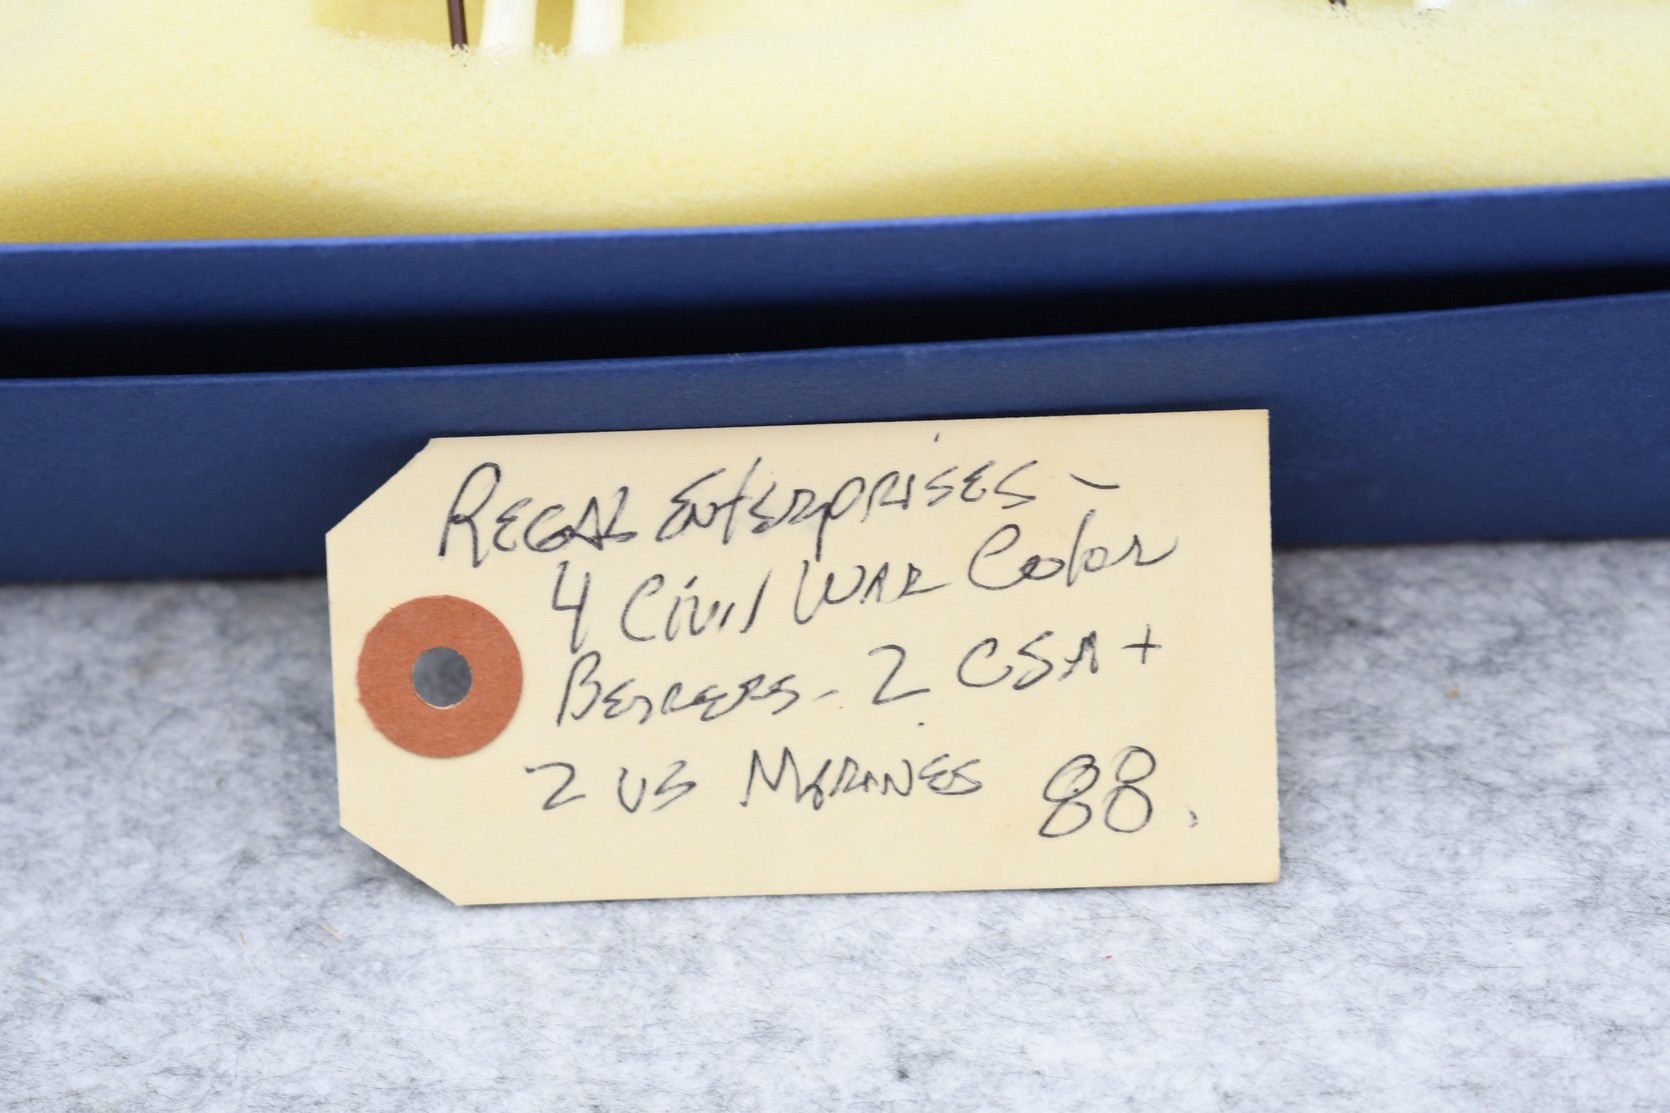 Regal Enterprises -
4 Civil War Color
Bearers - 2 CSA +
2 US Marines 88.